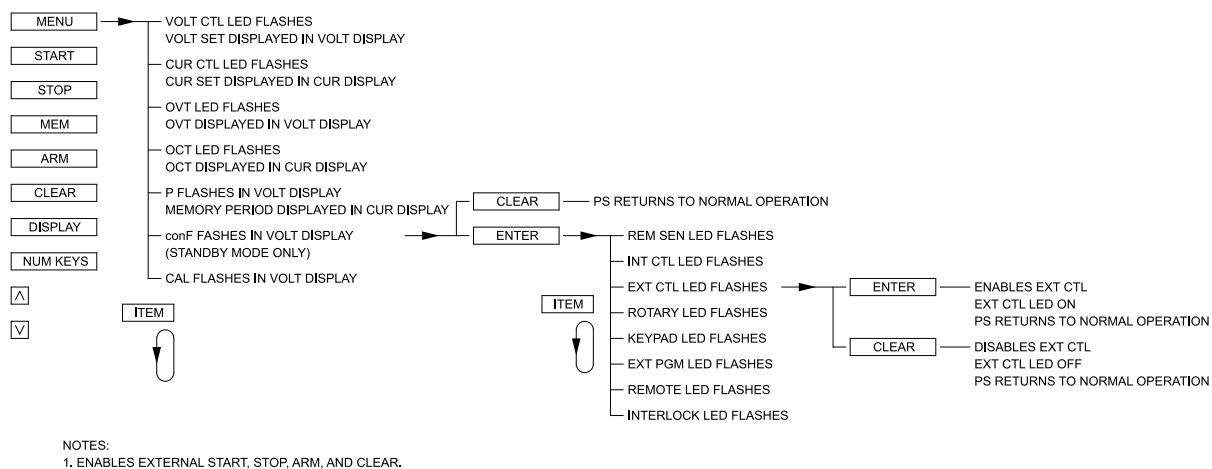 MENU
START
STOP
MEM
ARM
CLEAR
DISPLAY
NUM KEYS
VOLT CTL LED FLASHES
VOLT SET DISPLAYED IN VOLT DISPLAY
CUR CTL LED FLASHES
CUR SET DISPLAYED IN CUR DISPLAY
OVT LED FLASHES
OVT DISPLAYED IN VOLT DISPLAY
OCT LED FLASHES
OCT DISPLAYED IN CUR DISPLAY
P FLASHES IN VOLT DISPLAY
MEMORY PERIOD DISPLAYED IN CUR DISPLAY
conF FASHES IN VOLT DISPLAY
(STANDBY MODE ONLY)
CAL FLASHES IN VOLT DISPLAY
ITEM
CLEAR
PS RETURNS TO NORMAL OPERATION
ENTER
REM SEN LED FLASHES
INT CTL LED FLASHES
EXT CTL LED FLASHES
ROTARY LED FLASHES
KEYPAD LED FLASHES
EXT PGM LED FLASHES
REMOTE LED FLASHES
INTERLOCK LED FLASHES
ITEM
ENTER
ENABLES EXT CTL
EXT CTL LED ON
PS RETURNS TO NORMAL OPERATION
CLEAR
DISABLES EXT CTL
EXT CTL LED OFF
PS RETURNS TO NORMAL OPERATION
NOTES:
1. ENABLES EXTERNAL START, STOP, ARM, AND CLEAR.